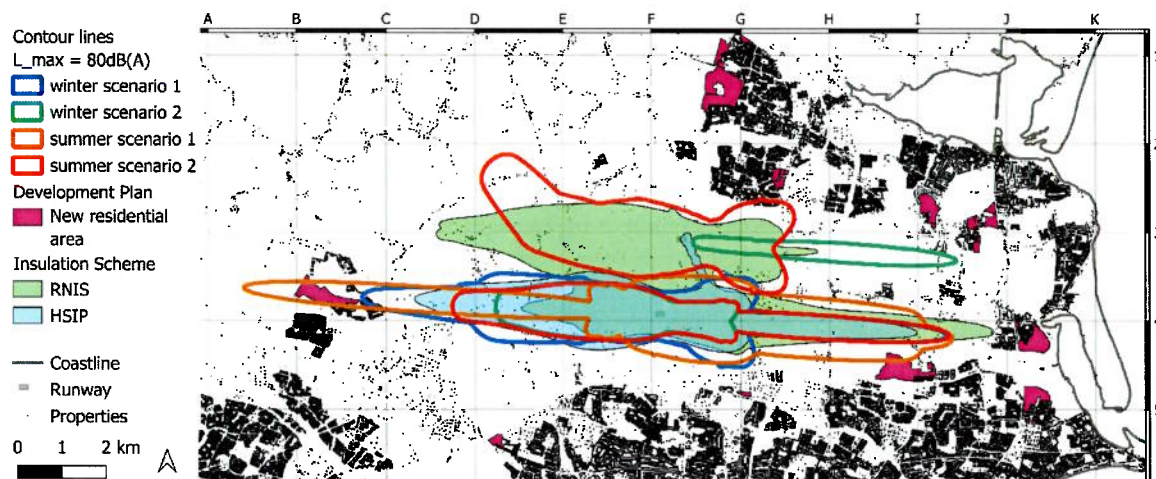 A B C D E F G H I J K
Contour lines
L_max = 80dB(A)
winter scenario 1
winter scenario 2
summer scenario 1
summer scenario 2
Development Plan
New residential
area
Insulation Scheme
RNIS
HSIP
Coastline
Runway
Properties
0 1 2 km